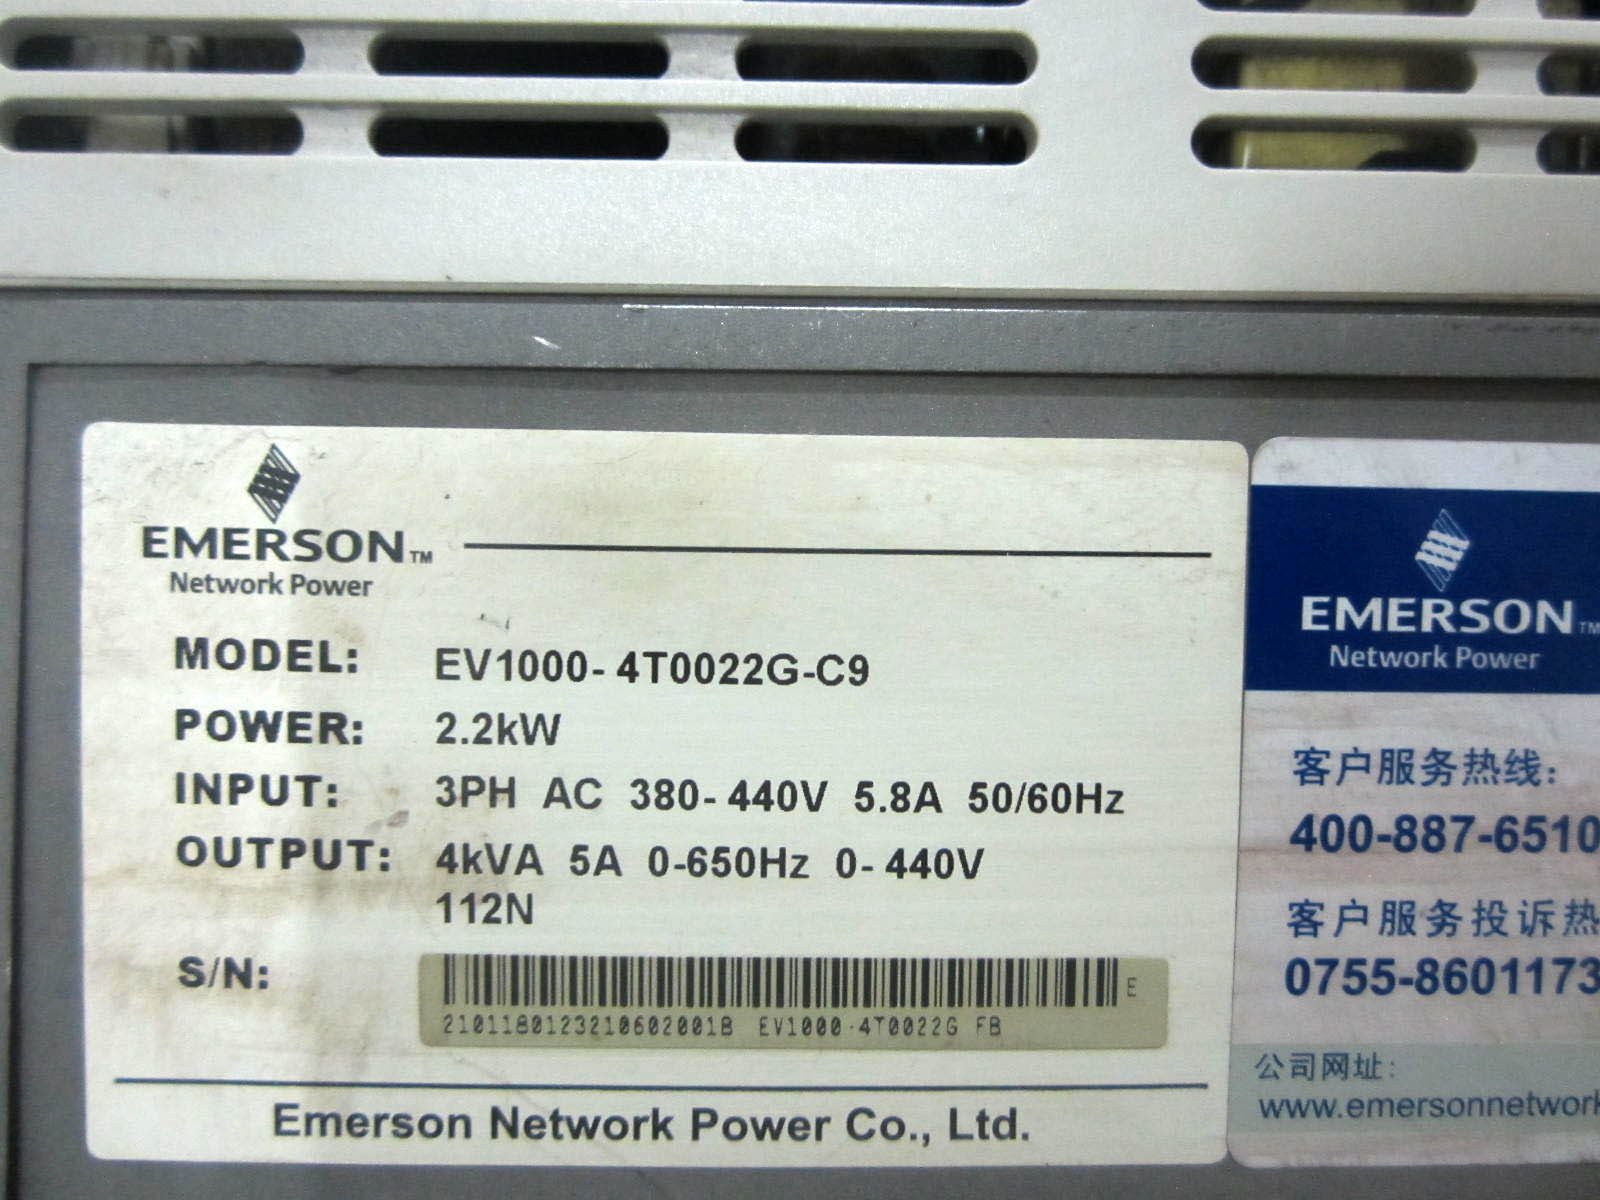 EMERSON™
Network Power
MODEL: EV1000-4T0022G-C9
POWER: 2.2kW
INPUT: 3PH AC 380-440V 5.8A 50/60Hz
OUTPUT: 4kVA 5A 0-650Hz 0-440V
112N
S/N:
E
2101180123210602001B EV1000-4T0022G FB
Emerson Network Power Co., Ltd.
EMERSON™
Network Power
客户服务热线:
400-887-6510
客户服务投诉热
0755-8601173
公司网址:
www.emersonnetwork